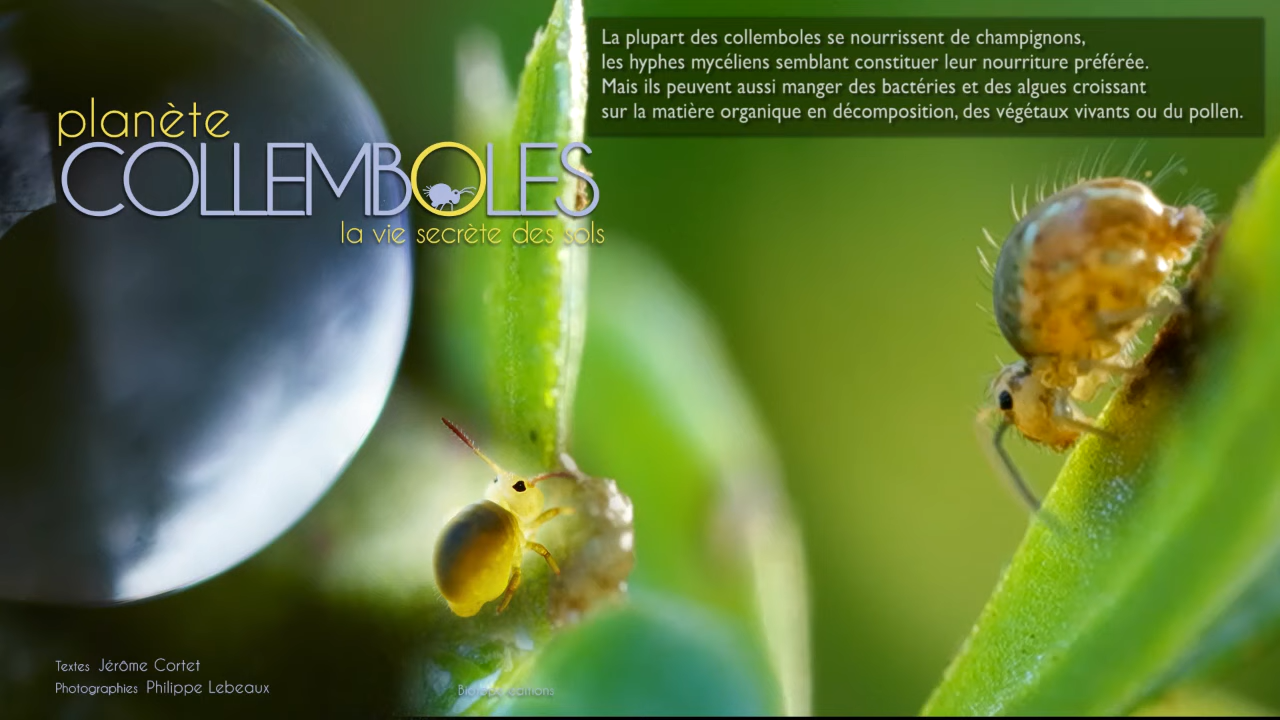 planète
COLLEMBOLES
la vie secrète des sols
La plupart des collemboles se nourrissent de champignons,
les hyphes mycéliens semblant constituer leur nourriture préférée.
Mais ils peuvent aussi manger des bactéries et des algues croissant
sur la matière organique en décomposition, des végétaux vivants ou du pollen.
Textes Jérôme Cortet
Photographies Philippe Lebeaux
éditions